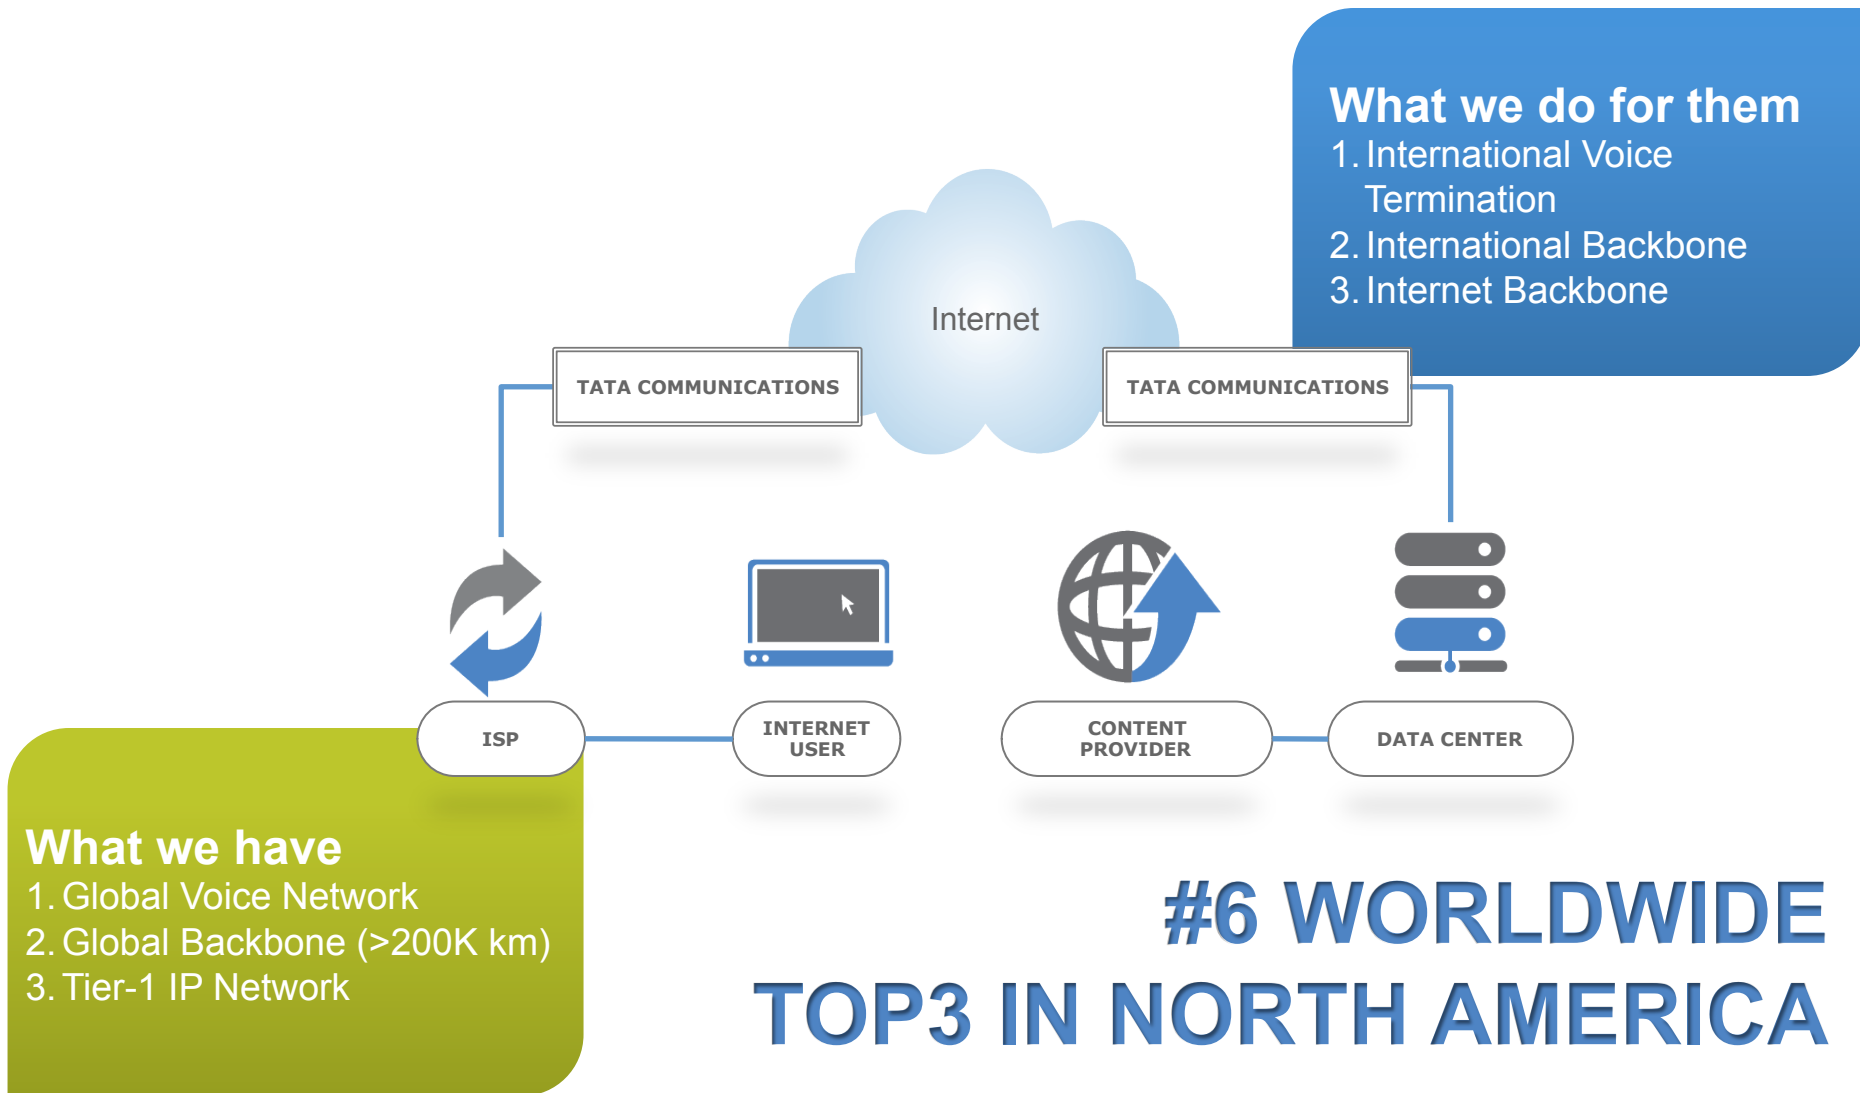 What we do for them
1. International Voice
Termination
2. International Backbone
3. Internet Backbone
Internet
TATA COMMUNICATIONS
TATA COMMUNICATIONS
ISP
INTERNET
USER
CONTENT
PROVIDER
DATA CENTER
What we have
1. Global Voice Network
2. Global Backbone (>200K km)
3. Tier-1 IP Network
#6 WORLDWIDE
TOP3 IN NORTH AMERICA